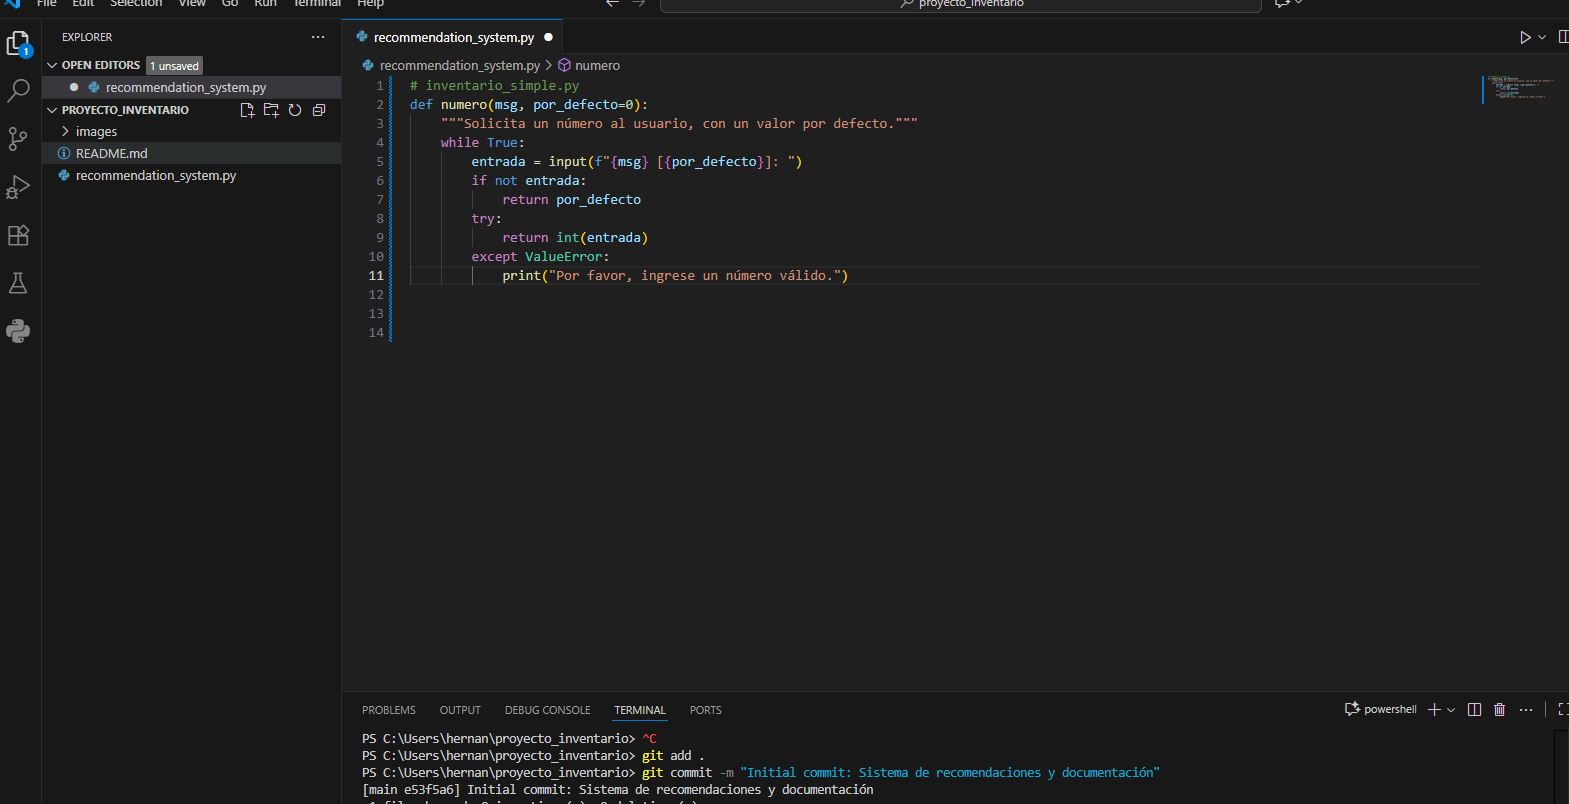 File Edit Selection View Go Run Terminal Help
proyecto_inventario
EXPLORER
OPEN EDITORS 1 unsaved
recommendation_system.py
PROYECTO_INVENTARIO
images
README.md
recommendation_system.py
1
recommendation_system.py
recommendation_system.py > numero
1 # inventario_simple.py
2 def numero(msg, por_defecto=0):
3 """Solicita un número al usuario, con un valor por defecto."""
4 while True:
5 entrada = input(f"{msg} [{por_defecto}]: ")
6 if not entrada:
7 return por_defecto
8 try:
9 return int(entrada)
10 except ValueError:
11 print("Por favor, ingrese un número válido.")
12
13
14
PROBLEMS OUTPUT DEBUG CONSOLE TERMINAL PORTS
powershell
PS C:\Users\hernan\proyecto_inventario> ^C
PS C:\Users\hernan\proyecto_inventario> git add .
PS C:\Users\hernan\proyecto_inventario> git commit -m "Initial commit: Sistema de recomendaciones y documentación"
[main e53f5a6] Initial commit: Sistema de recomendaciones y documentación